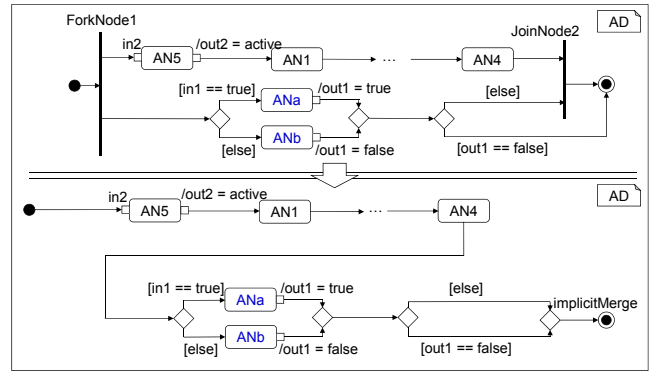 ForkNode1
AD
JoinNode2
in2
/out2 = active
AN5
AN1
...
AN4
[in1 == true]
/out1 = true
ANa
[else]
ANb
[else]
/out1 = false
[out1 == false]
AD
in2
/out2 = active
AN5
AN1
...
AN4
[in1 == true]
/out1 = true
[else]
ANa
implicitMerge
ANb
[else]
/out1 = false
[out1 == false]